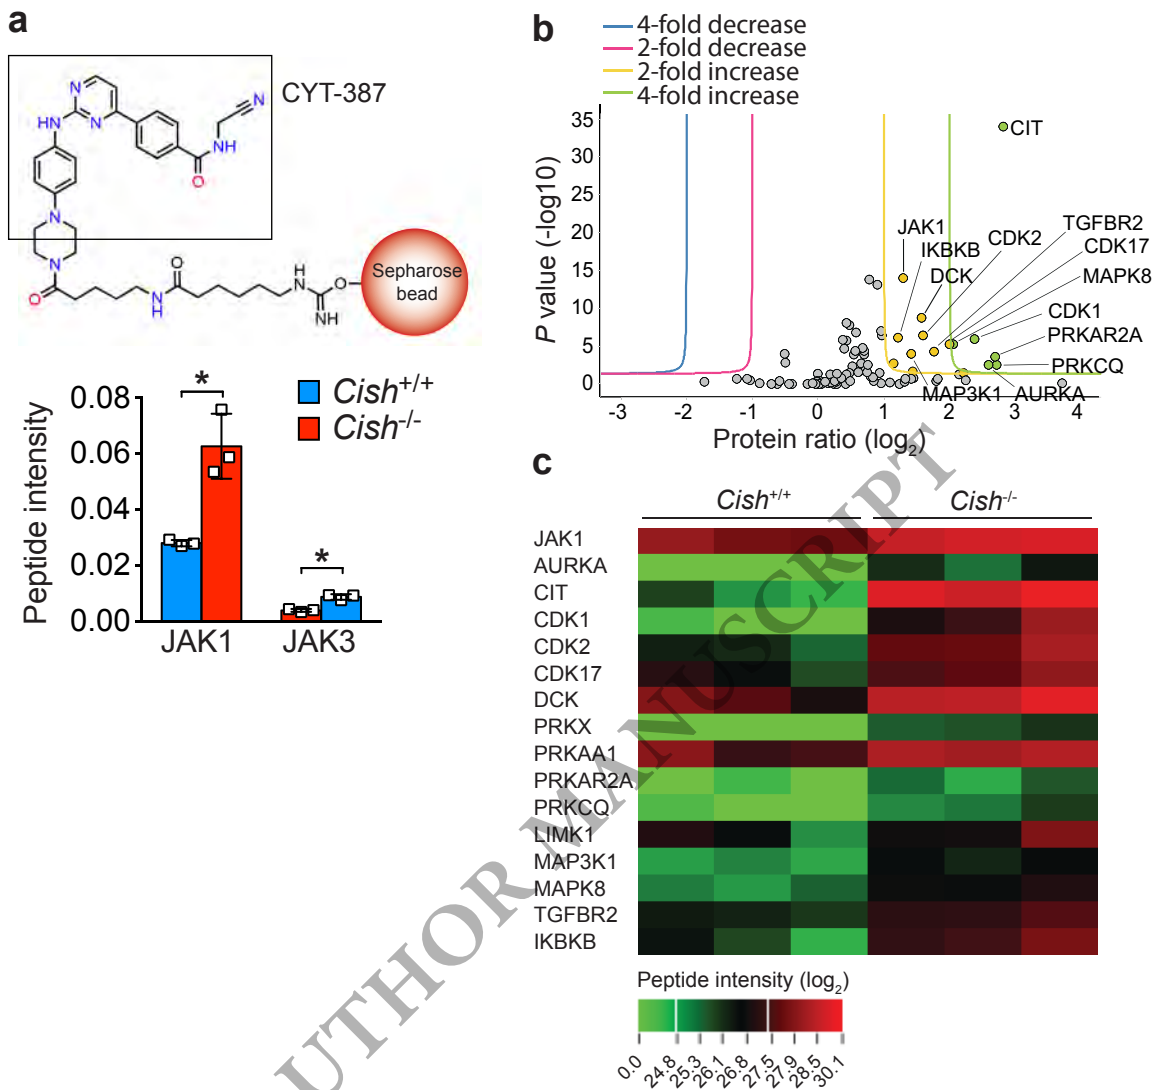 a
CYT-387
N
N
HN
N
NH
O
N
N
O
N
H
O
H
N
O
NH
Sepharose
bead
*
*
Cish+/+
Cish-/-
Peptide intensity
0.08
0.06
0.04
0.02
0.00
JAK1
JAK3
b
4-fold decrease
2-fold decrease
2-fold increase
4-fold increase
P value (-log10)
35
30
25
20
15
10
5
0
CIT
JAK1
IKBKB
DCK
CDK2
TGFBR2
CDK17
MAPK8
CDK1
PRKAR2A
PRKCQ
MAP3K1
AURKA
-3 -2 -1 0 1 2 3 4
Protein ratio (log2)
c
Cish+/+ Cish-/-
JAK1
AURKA
CIT
CDK1
CDK2
CDK17
DCK
PRKX
PRKAA1
PRKAR2A
PRKCQ
LIMK1
MAP3K1
MAPK8
TGFBR2
IKBKB
Peptide intensity (log2)
0.0 24.8 25.3 26.1 26.8 27.5 27.9 28.5 30.1
UTHOR MANUSCRIPT